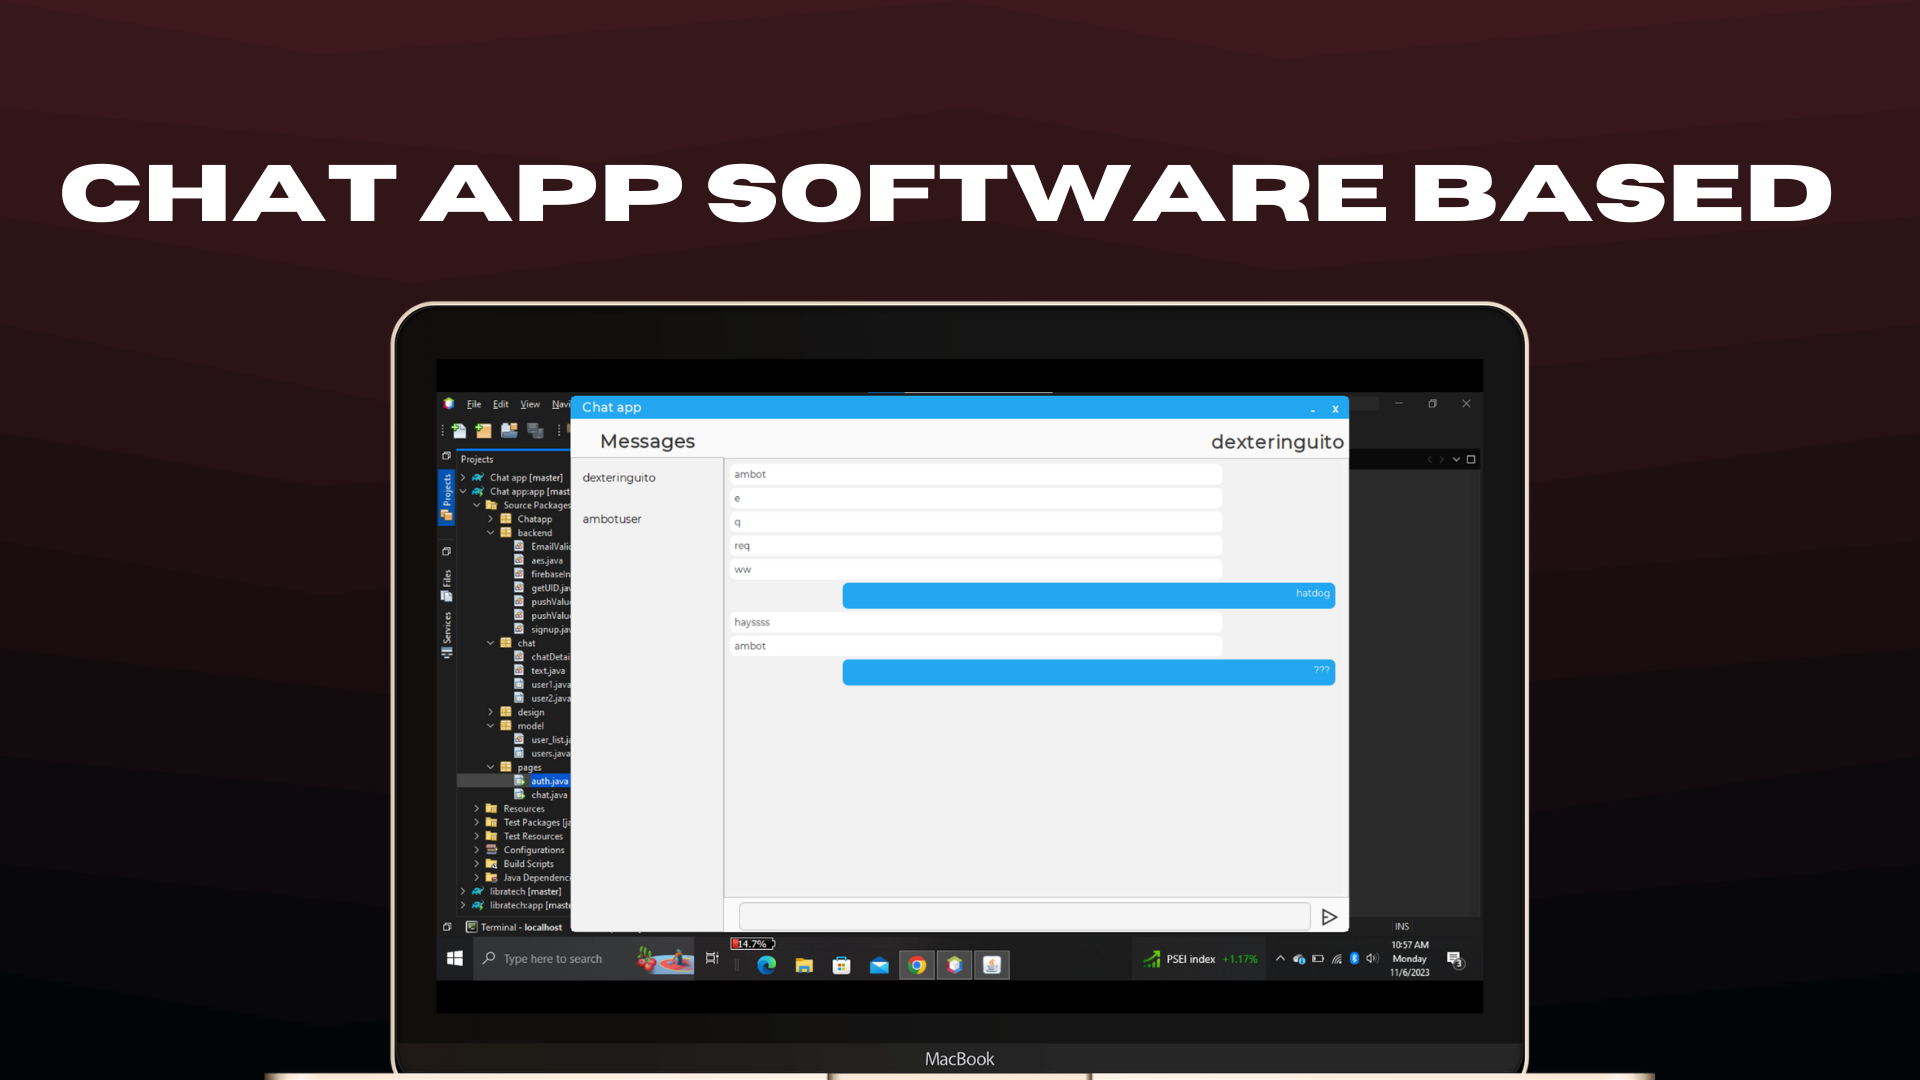 CHAT APP SOFTWARE BASED
File Edit View Navi
Chat app
- x
Messages
dexteringuito
dexteringuito
ambotuser
ambot
e
q
req
ww
hatdog
hayssss
ambot
???
Projects
Projects
Files
Services
Chat app [master]
Chat app:app [mast
Source Packages
Chatapp
backend
EmailValid
aes.java
firebaseIn
getUID.jav
pushValu
pushValu
signup.jav
chat
chatDetai
text.java
user1.java
user2.java
design
model
user_list.ja
users.java
pages
auth.java
chat.java
Resources
Test Packages [ja
Test Resources
Configurations
Build Scripts
Java Dependenci
libratech [master]
libratech:app [maste
Terminal - localhost
INS
14.7%
Type here to search
PSEI index +1.17%
10:57 AM
Monday
11/6/2023
3
MacBook